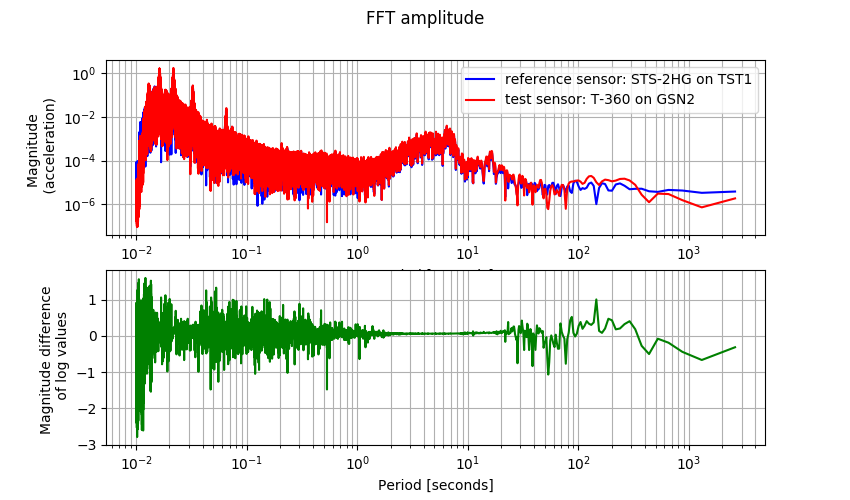 FFT amplitude
Magnitude
(acceleration)
10⁰
10⁻²
10⁻⁴
10⁻⁶
reference sensor: STS-2HG on TST1
test sensor: T-360 on GSN2
10⁻² 10⁻¹ 10⁰ 10¹ 10² 10³
Magnitude difference
of log values
1
0
−1
−2
−3
10⁻² 10⁻¹ 10⁰ 10¹ 10² 10³
Period [seconds]